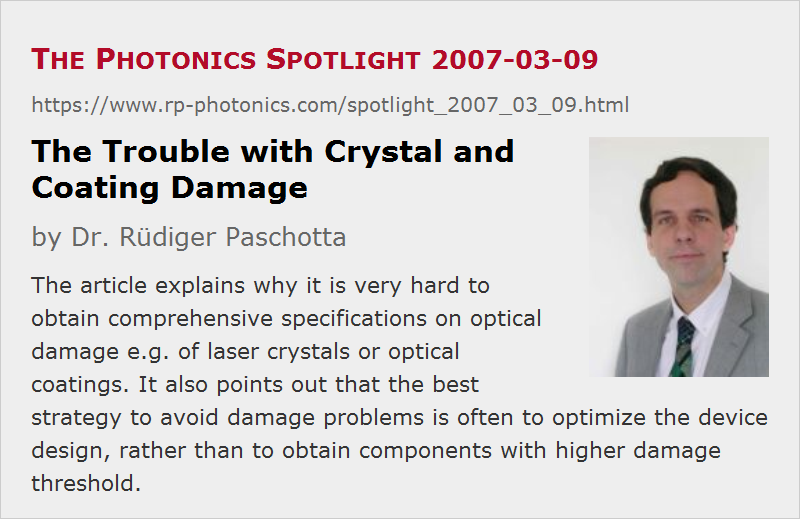 The Photonics Spotlight 2007-03-09
https://www.rp-photonics.com/spotlight_2007_03_09.html
The Trouble with Crystal and
Coating Damage
by Dr. Rüdiger Paschotta
The article explains why it is very hard to
obtain comprehensive specifications on optical
damage e.g. of laser crystals or optical
coatings. It also points out that the best
strategy to avoid damage problems is often to optimize the device
design, rather than to obtain components with higher damage
threshold.